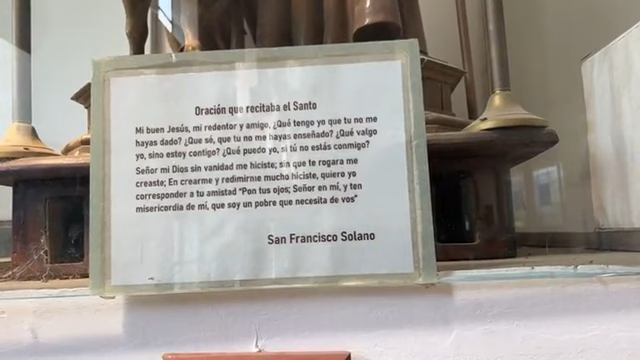 Oración que recitaba el Santo
Mi buen Jesús, mi redentor y amigo, ¿Qué tengo yo que tu no me
hayas dado? ¿Que sé, que tu no me hayas enseñado? ¿Qué valgo
yo, sino estoy contigo? ¿Qué puedo yo, si tú no estás conmigo?
Señor mi Dios sin vanidad me hiciste; sin que te rogara me
creaste; En crearme y redimirme mucho hiciste, quiero yo
corresponder a tu amistad "Pon tus ojos; Señor en mí, y ten
misericordia de mí, que soy un pobre que necesita de vos"
San Francisco Solano